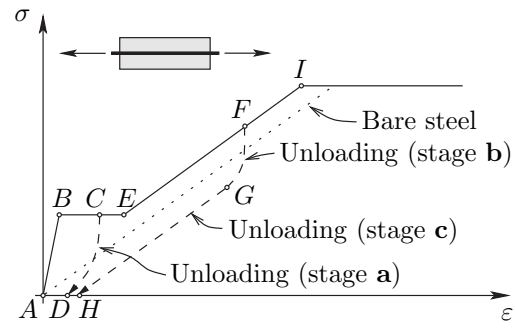 σ
I
F
Bare steel
Unloading (stage b)
B C E
G
Unloading (stage c)
Unloading (stage a)
A D H
ε